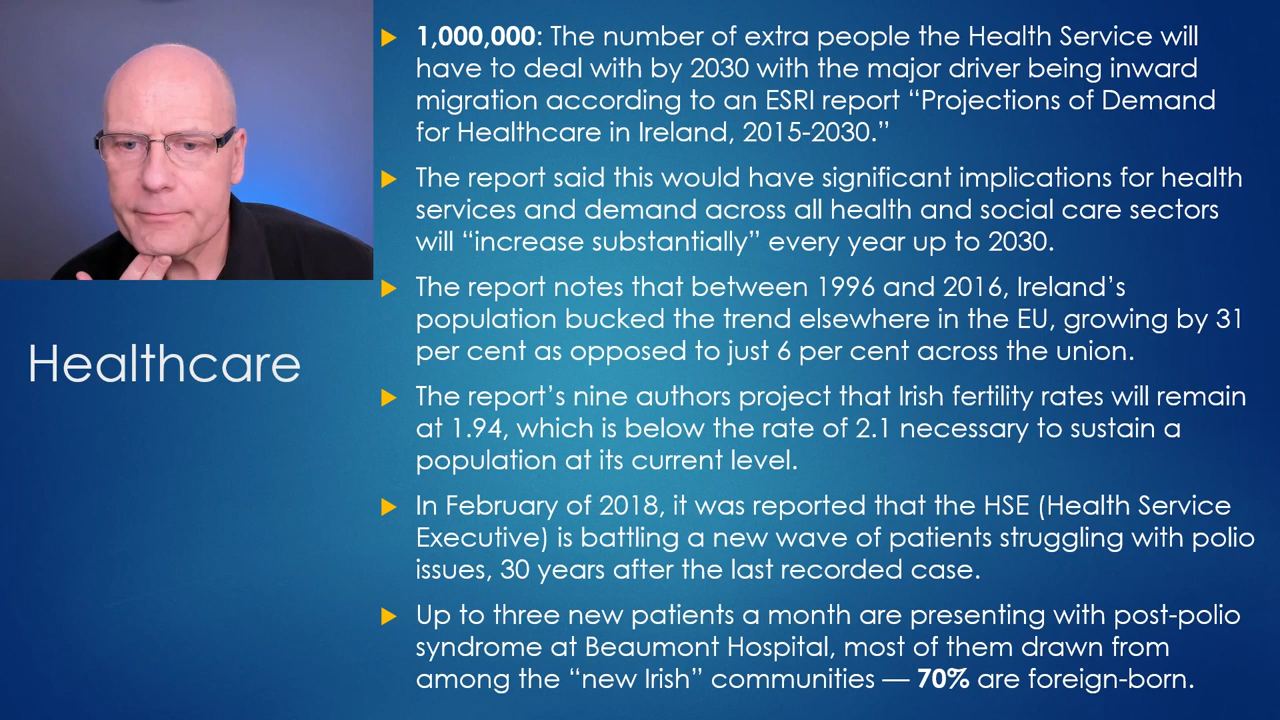 1,000,000: The number of extra people the Health Service will
have to deal with by 2030 with the major driver being inward
migration according to an ESRI report “Projections of Demand
for Healthcare in Ireland, 2015-2030.”
The report said this would have significant implications for health
services and demand across all health and social care sectors
will “increase substantially” every year up to 2030.
The report notes that between 1996 and 2016, Ireland’s
population bucked the trend elsewhere in the EU, growing by 31
per cent as opposed to just 6 per cent across the union.
Healthcare
The report’s nine authors project that Irish fertility rates will remain
at 1.94, which is below the rate of 2.1 necessary to sustain a
population at its current level.
In February of 2018, it was reported that the HSE (Health Service
Executive) is battling a new wave of patients struggling with polio
issues, 30 years after the last recorded case.
Up to three new patients a month are presenting with post-polio
syndrome at Beaumont Hospital, most of them drawn from
among the “new Irish” communities — 70% are foreign-born.